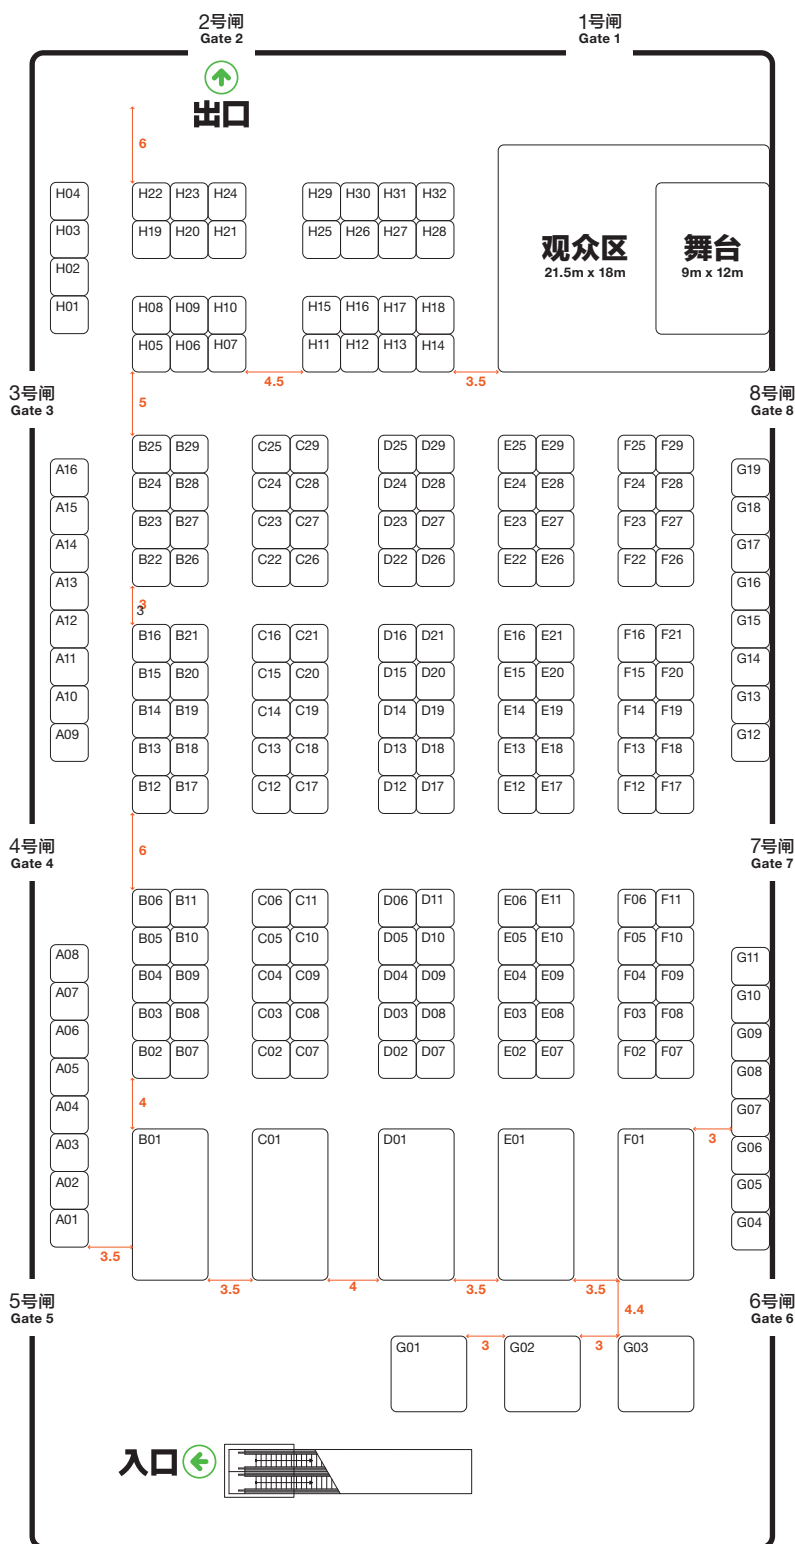 2号闸
Gate 2
1号闸
Gate 1
出口
6
H04
H03
H02
H01
H22 H23 H24
H19 H20 H21
H29 H30 H31 H32
H25 H26 H27 H28
H08 H09 H10
H05 H06 H07
H15 H16 H17 H18
H11 H12 H13 H14
观众区
21.5m x 18m
舞台
9m x 12m
4.5
3.5
5
3号闸
Gate 3
8号闸
Gate 8
A16
A15
A14
A13
A12
A11
A10
A09
B25 B29
B24 B28
B23 B27
B22 B26
C25 C29
C24 C28
C23 C27
C22 C26
D25 D29
D24 D28
D23 D27
D22 D26
E25 E29
E24 E28
E23 E27
E22 E26
F25 F29
F24 F28
F23 F27
F22 F26
G19
G18
G17
G16
G15
G14
G13
G12
3
3
B16 B21
B15 B20
B14 B19
B13 B18
B12 B17
C16 C21
C15 C20
C14 C19
C13 C18
C12 C17
D16 D21
D15 D20
D14 D19
D13 D18
D12 D17
E16 E21
E15 E20
E14 E19
E13 E18
E12 E17
F16 F21
F15 F20
F14 F19
F13 F18
F12 F17
6
4号闸
Gate 4
7号闸
Gate 7
A08
A07
A06
A05
A04
A03
A02
A01
B06 B11
B05 B10
B04 B09
B03 B08
B02 B07
C06 C11
C05 C10
C04 C09
C03 C08
C02 C07
D06 D11
D05 D10
D04 D09
D03 D08
D02 D07
E06 E11
E05 E10
E04 E09
E03 E08
E02 E07
F06 F11
F05 F10
F04 F09
F03 F08
F02 F07
G11
G10
G09
G08
G07
G06
G05
G04
4
3
B01
C01
D01
E01
F01
3.5
3.5
4
3.5
3.5
4.4
5号闸
Gate 5
6号闸
Gate 6
G01
3
G02
3
G03
入口